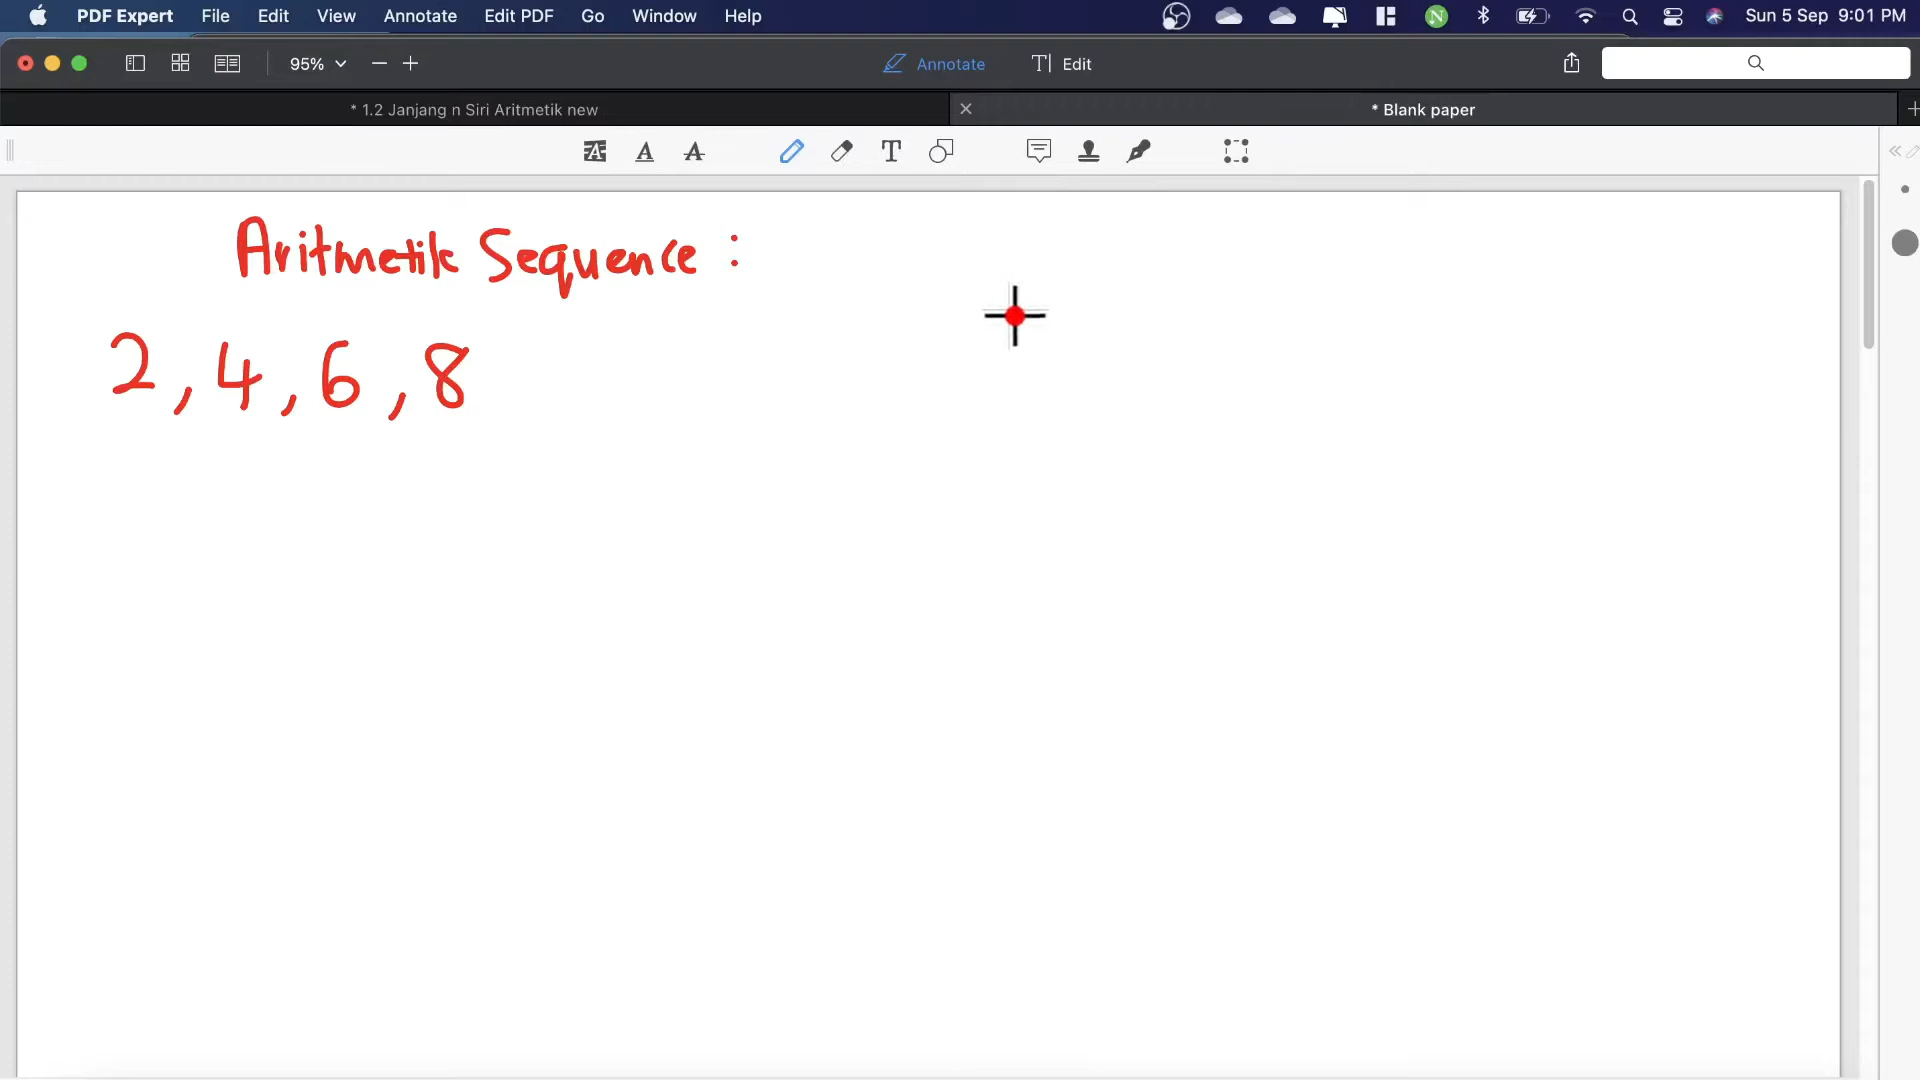 PDF Expert File Edit View Annotate Edit PDF Go Window Help Sun 5 Sep 9:01 PM
95% Annotate Edit
* 1.2 Janjang n Siri Aritmetik new * Blank paper
Aritmetik Sequence :
2 , 4 , 6 , 8